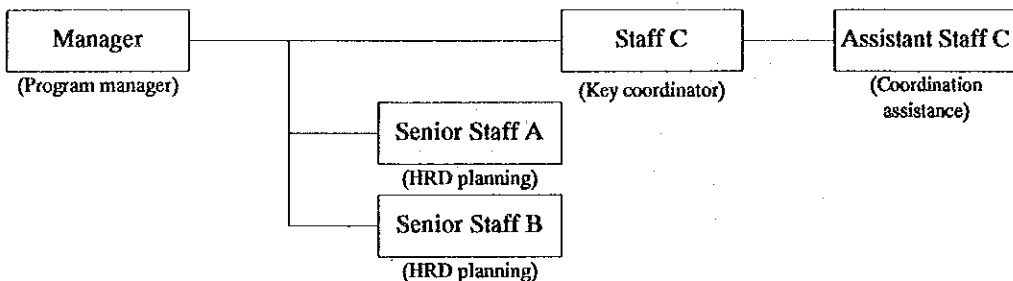 Manager
(Program manager)
Staff C
(Key coordinator)
Assistant Staff C
(Coordination
assistance)
Senior Staff A
(HRD planning)
Senior Staff B
(HRD planning)